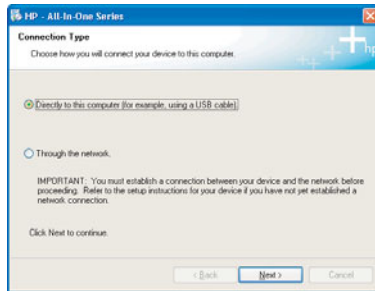 HP - All-In-One Series
Connection Type
Choose how you will connect your device to this computer.
hp
Directly to this computer (for example, using a USB cable).
Through the network.
IMPORTANT: You must establish a connection between your device and the network before
proceeding. Refer to the setup instructions for your device if you have not yet established a
network connection.
Click Next to continue.
< Back
Next >
Cancel